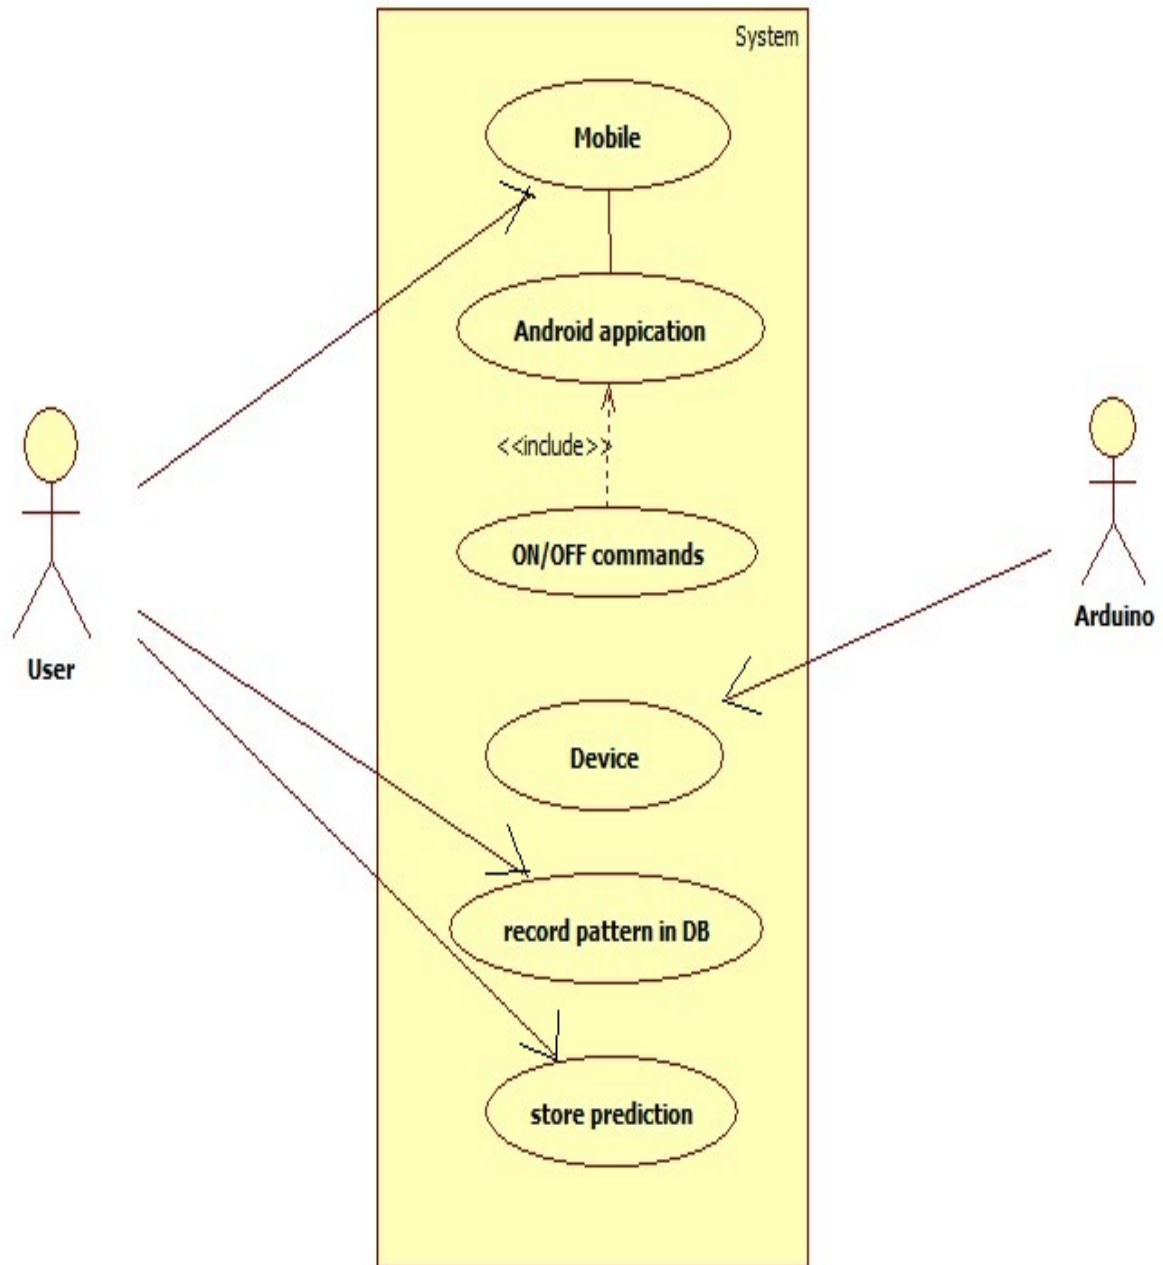 System
Mobile
Android appication
<<include>>
ON/OFF commands
Arduino
User
Device
record pattern in DB
store prediction